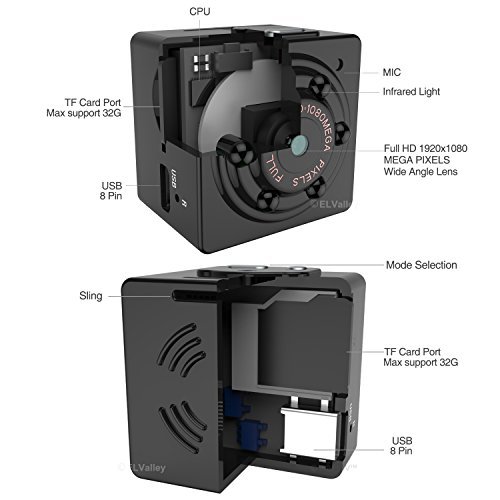 CPU
MIC
Infrared Light
TF Card Port
Max support 32G
Full HD 1920x1080
MEGA PIXELS
Wide Angle Lens
USB
8 Pin
USB
R
1080MEGA
PIXELS
FULL
©ELValley
Mode Selection
Sling
TF Card Port
Max support 32G
USB
8 Pin
©ELValley